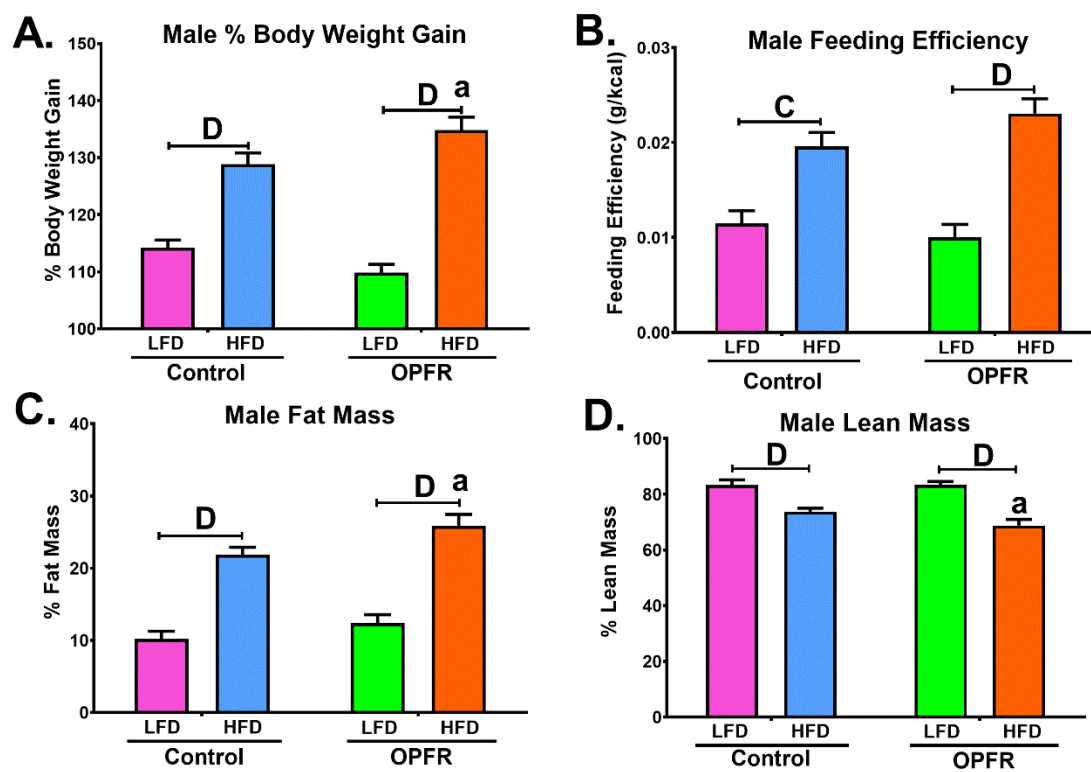 A.
Male % Body Weight Gain
% Body Weight Gain
150
140
130
120
110
100
D
D
a
LFD HFD LFD HFD
Control OPFR
B.
Male Feeding Efficiency
Feeding Efficiency (g/kcal)
0.03
0.02
0.01
0.00
C
D
LFD HFD LFD HFD
Control OPFR
C.
Male Fat Mass
% Fat Mass
40
30
20
10
0
D
D
a
LFD HFD LFD HFD
Control OPFR
D.
Male Lean Mass
% Lean Mass
100
80
60
40
20
0
D
D
a
LFD HFD LFD HFD
Control OPFR